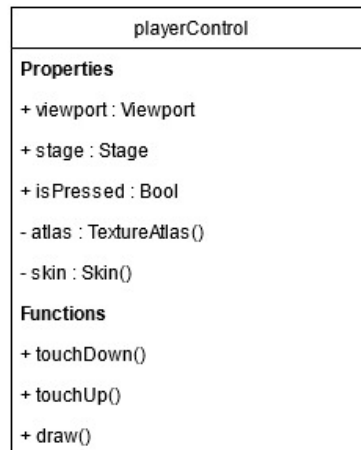 playerControl
Properties
+ viewport : Viewport
+ stage : Stage
+ isPressed : Bool
- atlas : TextureAtlas()
- skin : Skin()
Functions
+ touchDown()
+ touchUp()
+ draw()